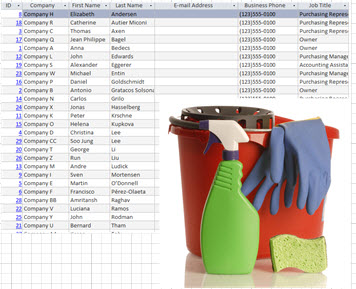 ID Company First Name Last Name E-mail Address Business Phone Job Title
8 Company H Elizabeth Andersen (123)555-0100 Purchasing Repres
18 Company R Catherine Autier Miconi (123)555-0100 Purchasing Repres
3 Company C Thomas Axen (123)555-0100 Purchasing Repres
17 Company Q Jean Philippe Bagel (123)555-0100 Owner
1 Company A Anna Bedecs (123)555-0100 Owner
12 Company L John Edwards (123)555-0100 Purchasing Manage
19 Company S Alexander Eggerer (123)555-0100 Accounting Assista
23 Company W Michael Entin (123)555-0100 Purchasing Manage
16 Company P Daniel Goldschmidt (123)555-0100 Purchasing Repres
2 Company B Antonio Gratacos Solsona (123)555-0100 Owner
14 Company N Carlos Grilo
24 Company X Jonas Hasselberg
11 Company K Peter Krschne
15 Company O Helena Kupkova
4 Company D Christina Lee
29 Company CC Soo Jung Lee
20 Company T George Li
26 Company Z Run Liu
13 Company M Andre Ludick
9 Company I Sven Mortensen
5 Company E Martin O'Donnell
6 Company F Francisco Pérez-Olaeta
28 Company BB Amritansh Raghav
22 Company V Luciana Ramos
25 Company Y John Rodman
21 Company U Bernard Tham